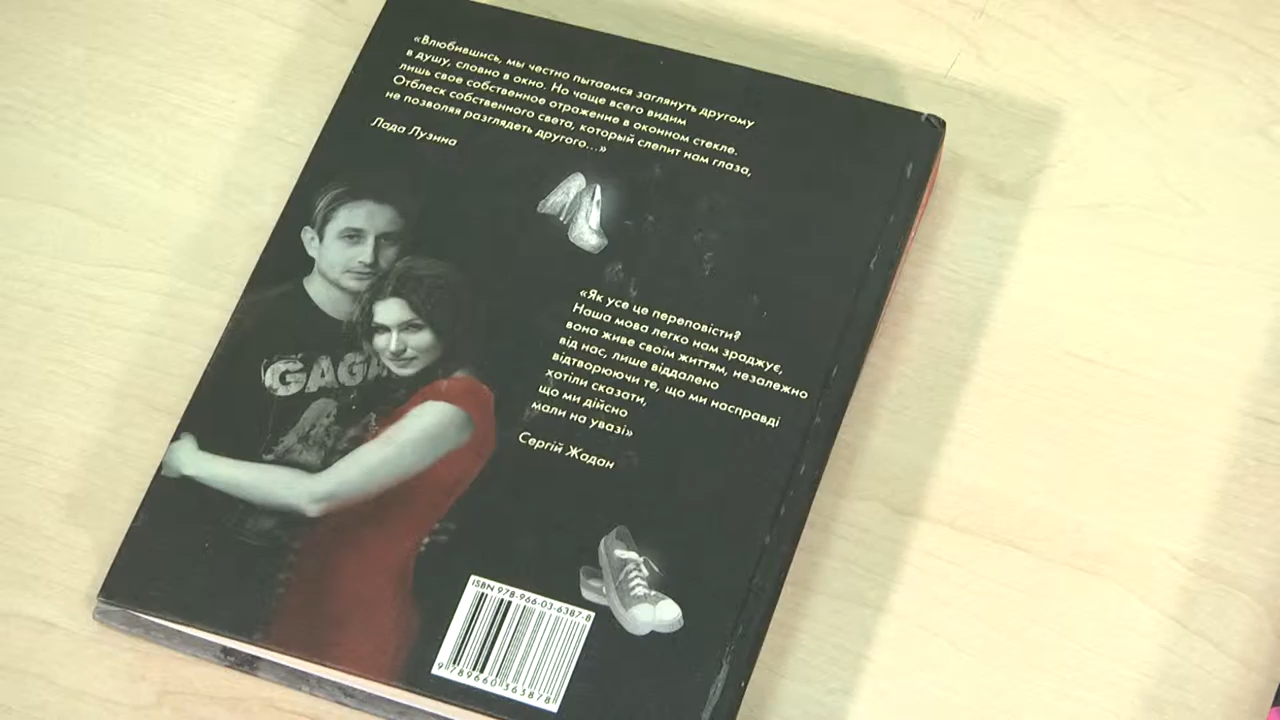 «Влюбившись, мы честно пытаемся заглянуть другому
в душу, словно в окно. Но чаще всего видим
лишь свое собственное отражение в оконном стекле.
Отблеск собственного света, который слепит нам глаза,
не позволяя разглядеть другого...»
Лада Лузина
GAGA
«Як усе це переповісти?
Наша мова легко нам зраджує,
вона живе своїм життям, незалежно
від нас, лише віддалено
відтворюючи те, що ми насправді
хотіли сказати,
що ми дійсно
мали на увазі»
Сергій Жадан
ISBN 978-966-03-6387-8
9 789660 363878